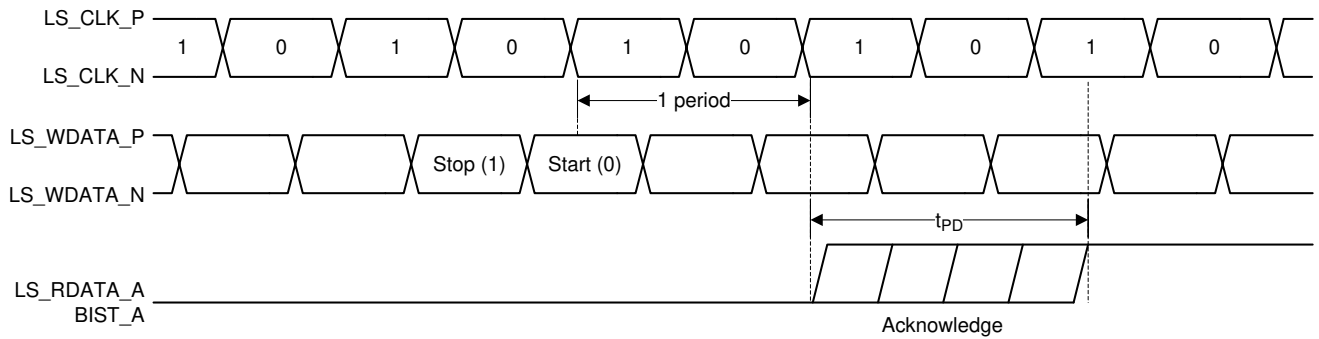 LS_CLK_P
1 0 1 0 1 0 1 0 1 0
LS_CLK_N
1 period
LS_WDATA_P
Stop (1) Start (0)
LS_WDATA_N
tPD
LS_RDATA_A
BIST_A
Acknowledge